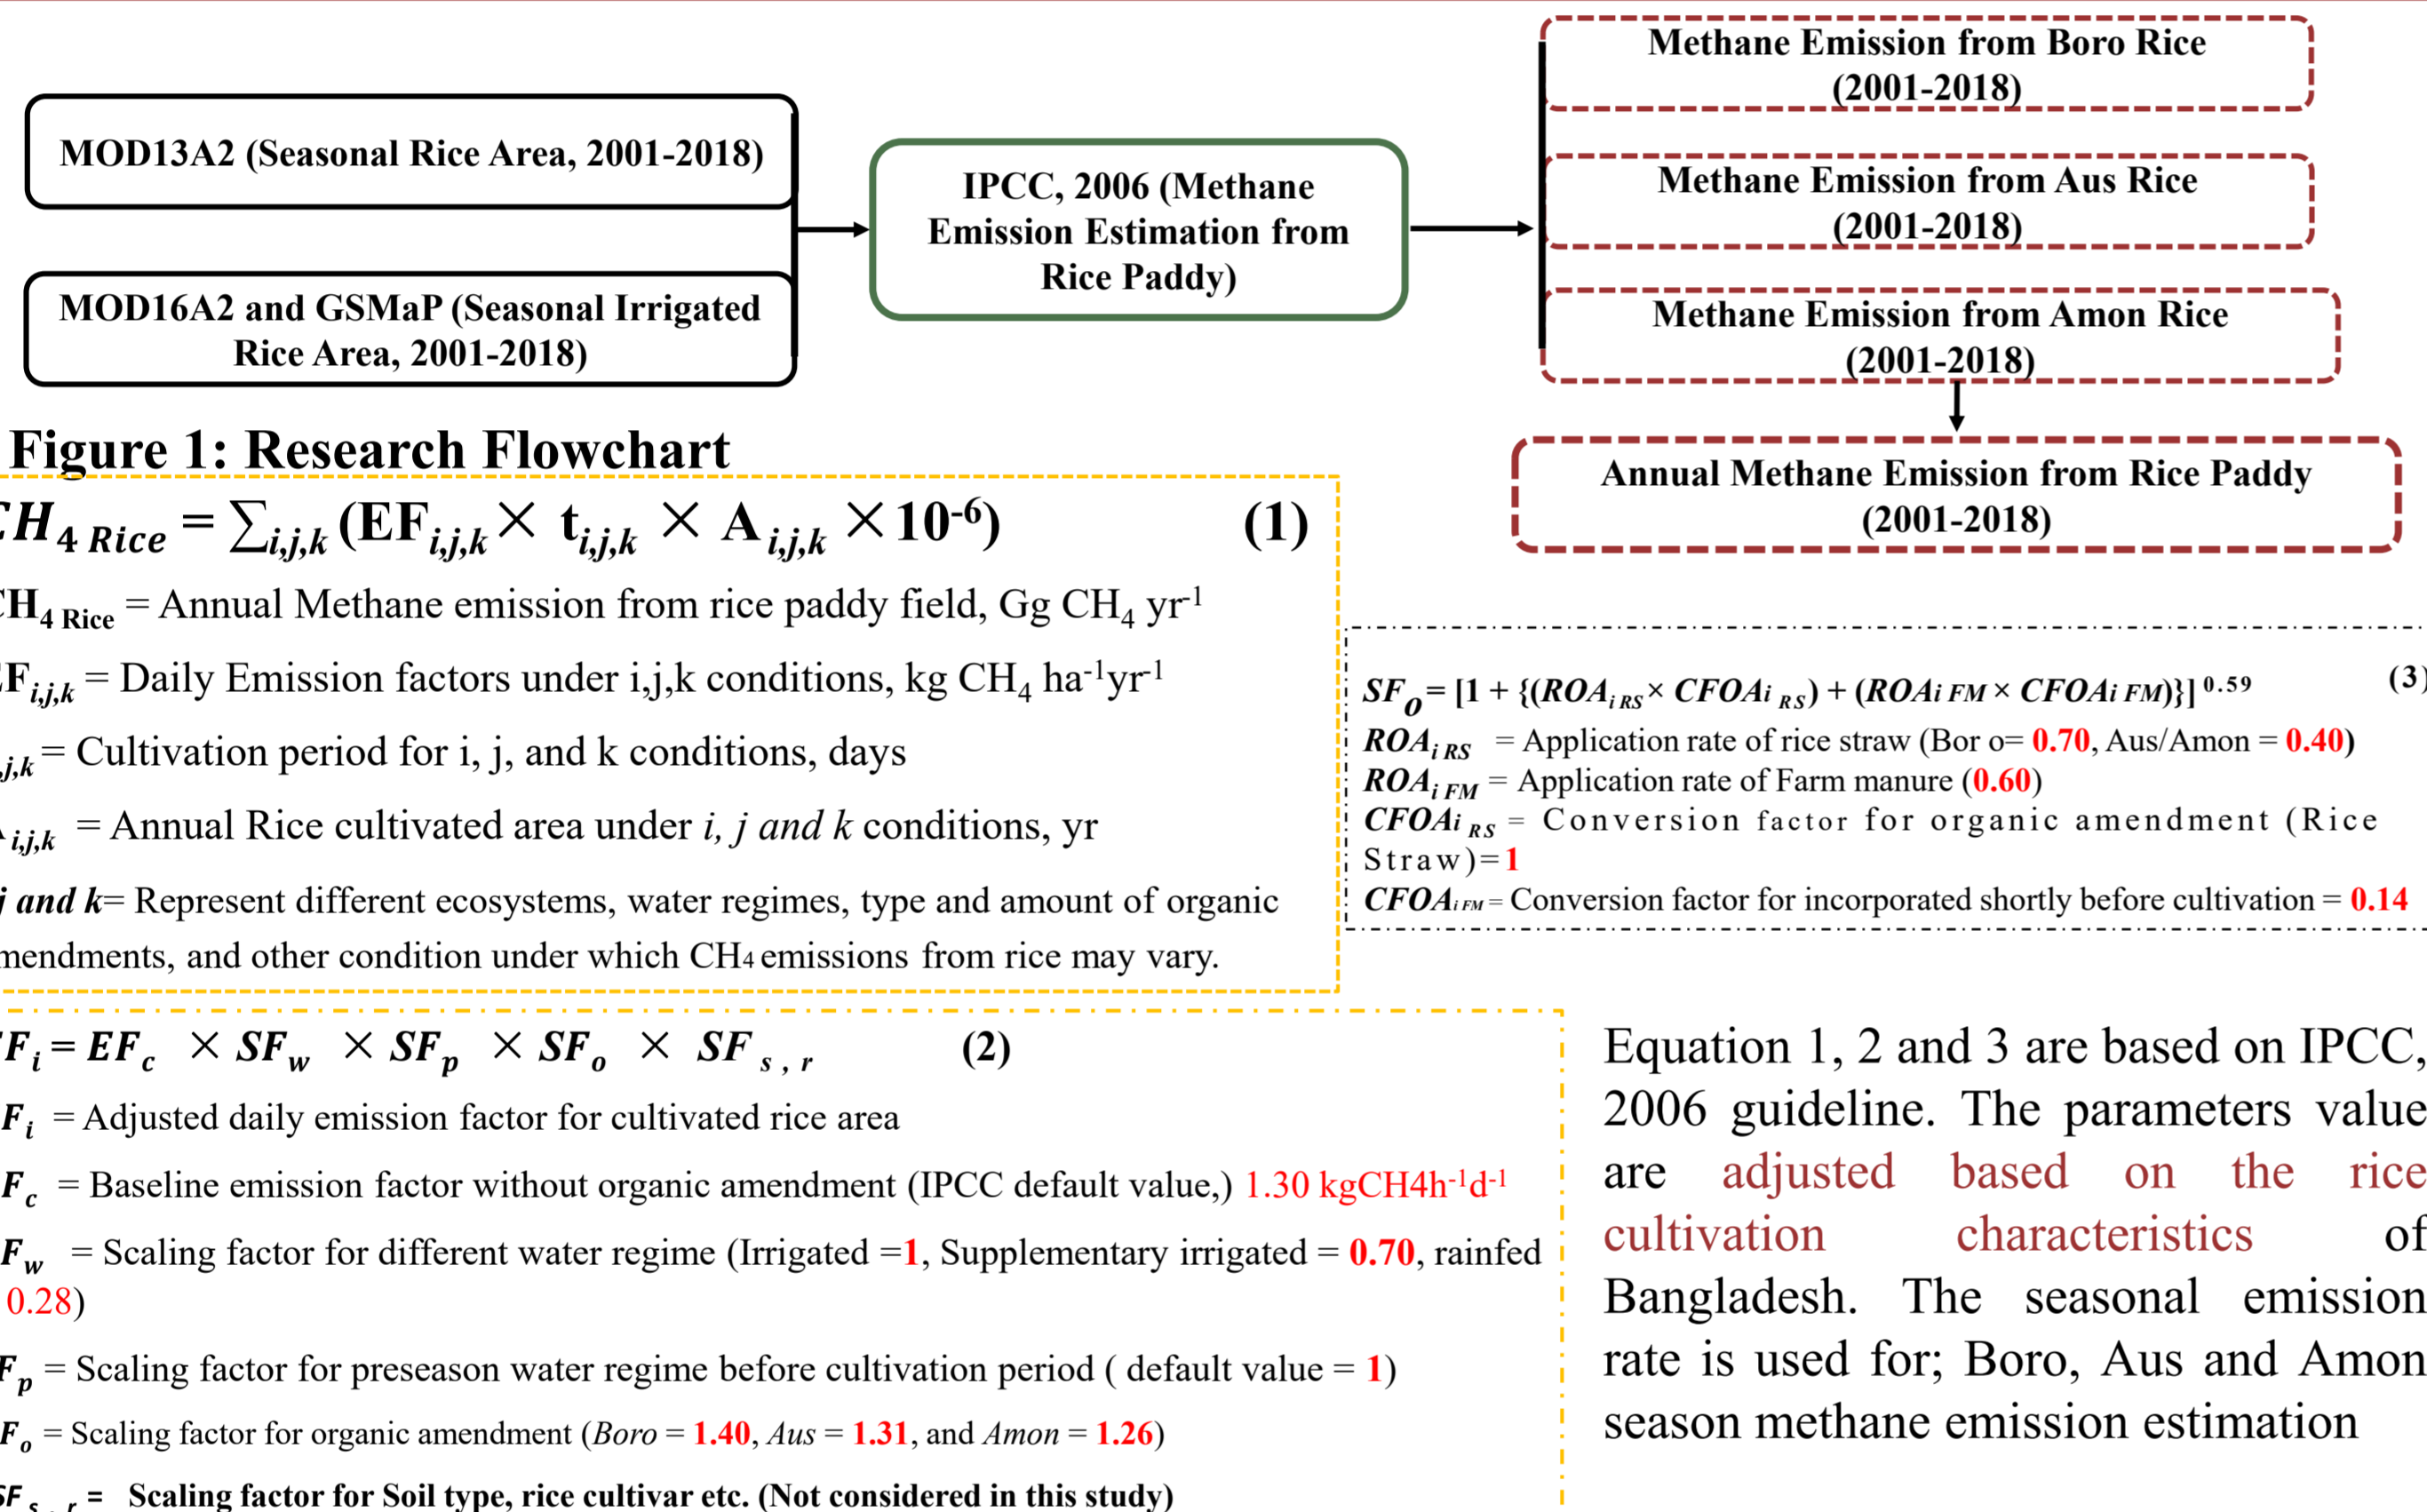 MOD13A2 (Seasonal Rice Area, 2001-2018)
MOD16A2 and GSMaP (Seasonal Irrigated
Rice Area, 2001-2018)
IPCC, 2006 (Methane
Emission Estimation from
Rice Paddy)
Methane Emission from Boro Rice
(2001-2018)
Methane Emission from Aus Rice
(2001-2018)
Methane Emission from Amon Rice
(2001-2018)
Annual Methane Emission from Rice Paddy
(2001-2018)
Figure 1: Research Flowchart
CH₄ Rice = ∑i,j,k (EFi,j,k × ti,j,k × A i,j,k ×10⁻⁶) (1)
CH₄ Rice = Annual Methane emission from rice paddy field, Gg CH₄ yr⁻¹
EFi,j,k = Daily Emission factors under i,j,k conditions, kg CH₄ ha⁻¹yr⁻¹
,j,k = Cultivation period for i, j, and k conditions, days
A i,j,k = Annual Rice cultivated area under i, j and k conditions, yr
j and k= Represent different ecosystems, water regimes, type and amount of organic
mendments, and other condition under which CH4 emissions from rice may vary.
Fi = EFc × SFw × SFp × SFo × SF s , r (2)
Fi = Adjusted daily emission factor for cultivated rice area
Fc = Baseline emission factor without organic amendment (IPCC default value,) 1.30 kgCH4h⁻¹d⁻¹
Fw = Scaling factor for different water regime (Irrigated =1, Supplementary irrigated = 0.70, rainfed
0.28)
Fp = Scaling factor for preseason water regime before cultivation period ( default value = 1)
Fo = Scaling factor for organic amendment (Boro = 1.40, Aus = 1.31, and Amon = 1.26)
SF s , r = Scaling factor for Soil type, rice cultivar etc. (Not considered in this study)
SFo = [1 + {(ROAi RS × CFOAi RS) + (ROAi FM × CFOAi FM)}] 0.59 (3)
ROAi RS = Application rate of rice straw (Bor o= 0.70, Aus/Amon = 0.40)
ROAi FM = Application rate of Farm manure (0.60)
CFOAi RS = Conversion factor for organic amendment (Rice
Straw)=1
CFOAi FM = Conversion factor for incorporated shortly before cultivation = 0.14
Equation 1, 2 and 3 are based on IPCC,
2006 guideline. The parameters value
are adjusted based on the rice
cultivation characteristics of
Bangladesh. The seasonal emission
rate is used for; Boro, Aus and Amon
season methane emission estimation